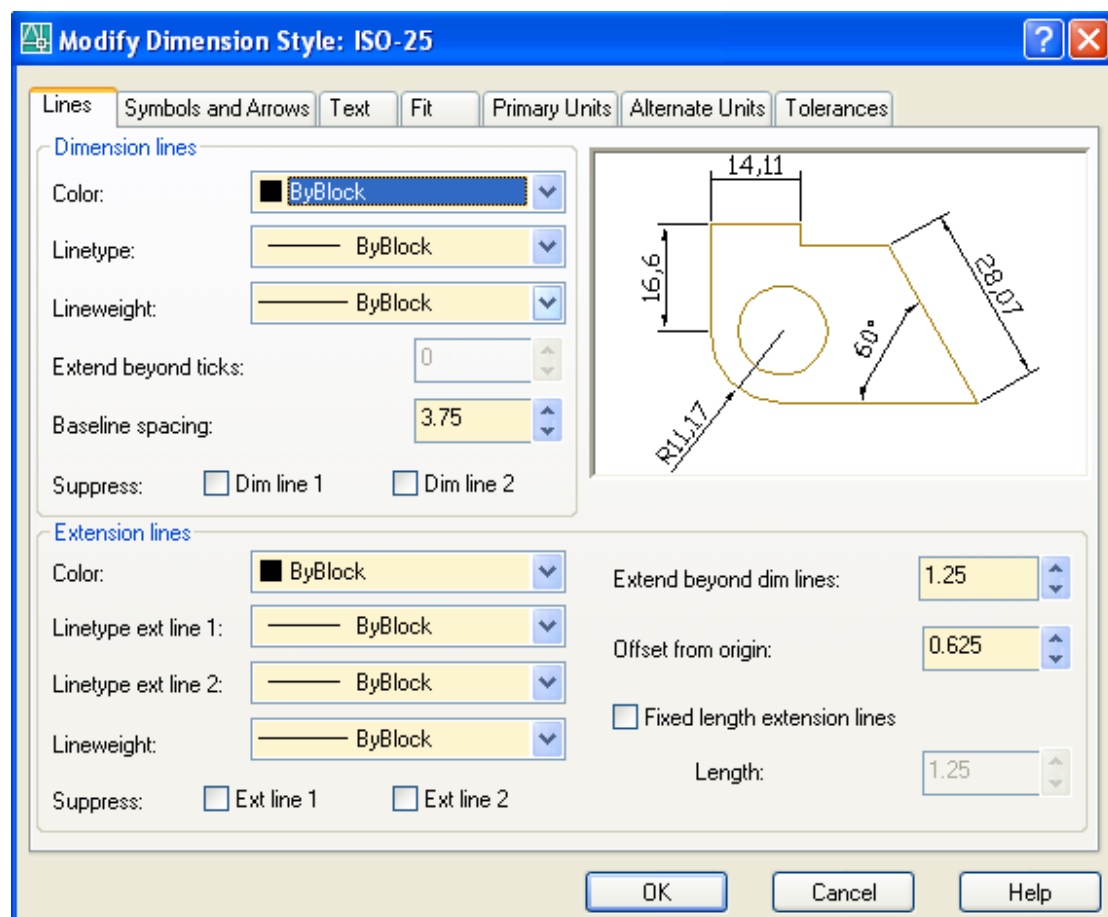 Modify Dimension Style: ISO-25
Lines Symbols and Arrows Text Fit Primary Units Alternate Units Tolerances
Dimension lines
Color: ByBlock
Linetype: ByBlock
Lineweight: ByBlock
Extend beyond ticks: 0
Baseline spacing: 3.75
Suppress: Dim line 1 Dim line 2
14,11
16,6
28,07
60°
R11,17
Extension lines
Color: ByBlock
Linetype ext line 1: ByBlock
Linetype ext line 2: ByBlock
Lineweight: ByBlock
Suppress: Ext line 1 Ext line 2
Extend beyond dim lines: 1.25
Offset from origin: 0.625
Fixed length extension lines
Length: 1.25
OK Cancel Help